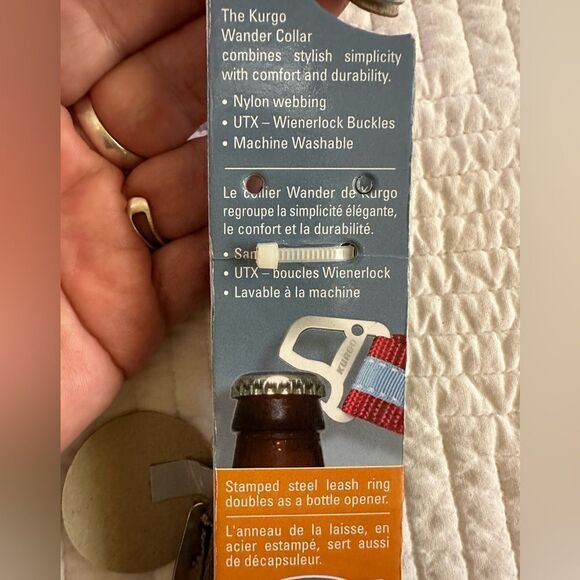 The Kurgo
Wander Collar
combines stylish simplicity
with comfort and durability.
• Nylon webbing
• UTX – Wienerlock Buckles
• Machine Washable
Le collier Wander de Kurgo
regroupe la simplicité élégante,
le confort et la durabilité.
•
• UTX – boucles Wienerlock
• Lavable à la machine
KURGO
Stamped steel leash ring
doubles as a bottle opener.
L'anneau de la laisse, en
acier estampé, sert aussi
de décapsuleur.